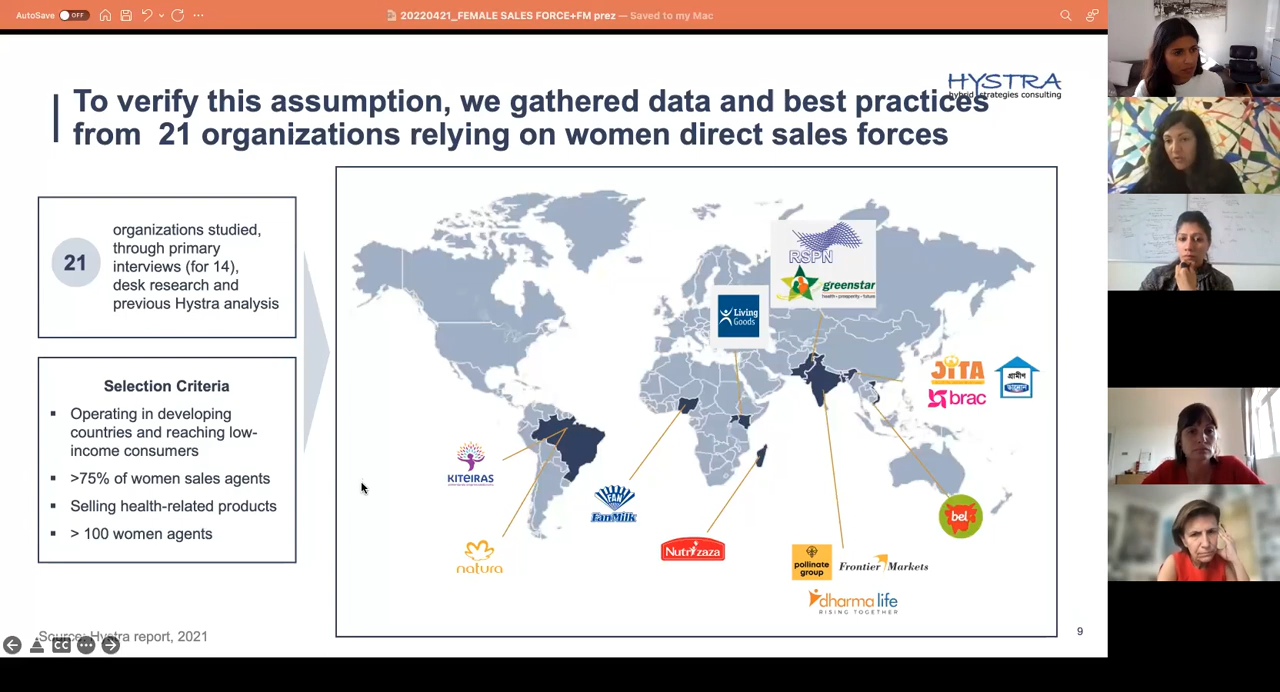 AutoSave OFF
20220421_FEMALE SALES FORCE+FM prez — Saved to my Mac
HYSTRA
hybrid strategies consulting
To verify this assumption, we gathered data and best practices
from 21 organizations relying on women direct sales forces
21
organizations studied,
through primary
interviews (for 14),
desk research and
previous Hystra analysis
Selection Criteria
▪ Operating in developing
countries and reaching low-
income consumers
▪ >75% of women sales agents
▪ Selling health-related products
▪ > 100 women agents
RSPN
greenstar
health • prosperity • future
Living
Goods
JITA
brac
গ্রামীণ
KITEIRAS
FAN
FanMilk
natura
Nutri'zaza
bel
pollinate
group
Frontier Markets
dharma life
RISING TOGETHER
Source: Hystra report, 2021
CC
9